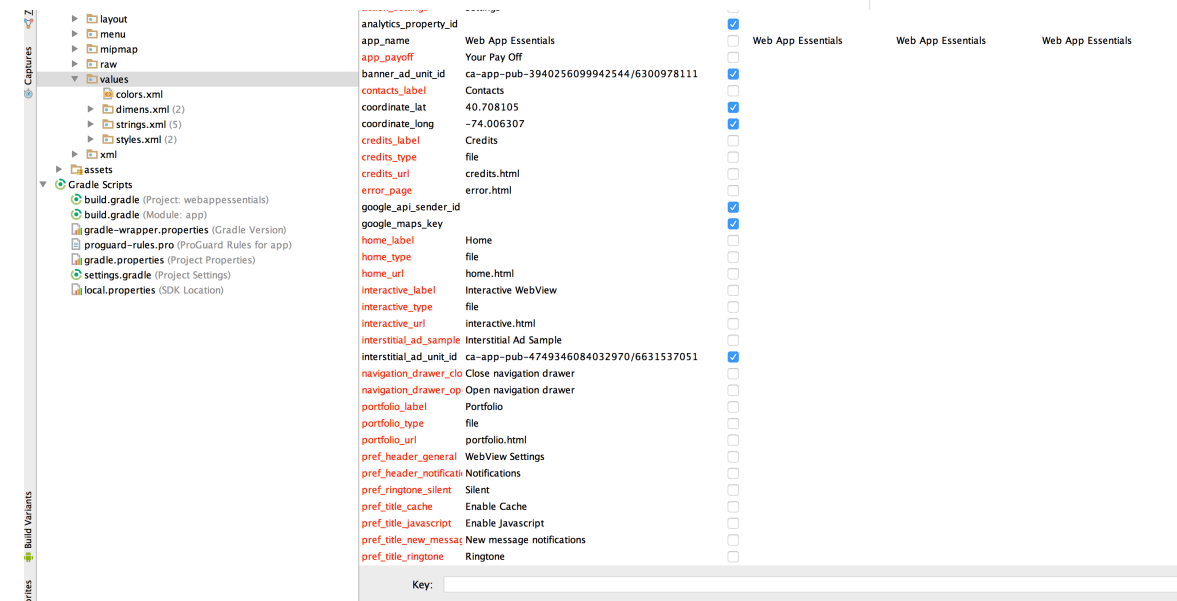 layout
menu
mipmap
raw
values
colors.xml
dimens.xml (2)
strings.xml (5)
styles.xml (2)
xml
assets
Gradle Scripts
build.gradle (Project: webappessentials)
build.gradle (Module: app)
gradle-wrapper.properties (Gradle Version)
proguard-rules.pro (ProGuard Rules for app)
gradle.properties (Project Properties)
settings.gradle (Project Settings)
local.properties (SDK Location)
Captures
Build Variants
analytics_property_id
app_name Web App Essentials Web App Essentials Web App Essentials Web App Essentials
app_payoff Your Pay Off
banner_ad_unit_id ca-app-pub-3940256099942544/6300978111
contacts_label Contacts
coordinate_lat 40.708105
coordinate_long -74.006307
credits_label Credits
credits_type file
credits_url credits.html
error_page error.html
google_api_sender_id
google_maps_key
home_label Home
home_type file
home_url home.html
interactive_label Interactive WebView
interactive_type file
interactive_url interactive.html
interstitial_ad_sample Interstitial Ad Sample
interstitial_ad_unit_id ca-app-pub-4749346084032970/6631537051
navigation_drawer_clo Close navigation drawer
navigation_drawer_op Open navigation drawer
portfolio_label Portfolio
portfolio_type file
portfolio_url portfolio.html
pref_header_general WebView Settings
pref_header_notificati Notifications
pref_ringtone_silent Silent
pref_title_cache Enable Cache
pref_title_javascript Enable Javascript
pref_title_new_messag New message notifications
pref_title_ringtone Ringtone
Key: